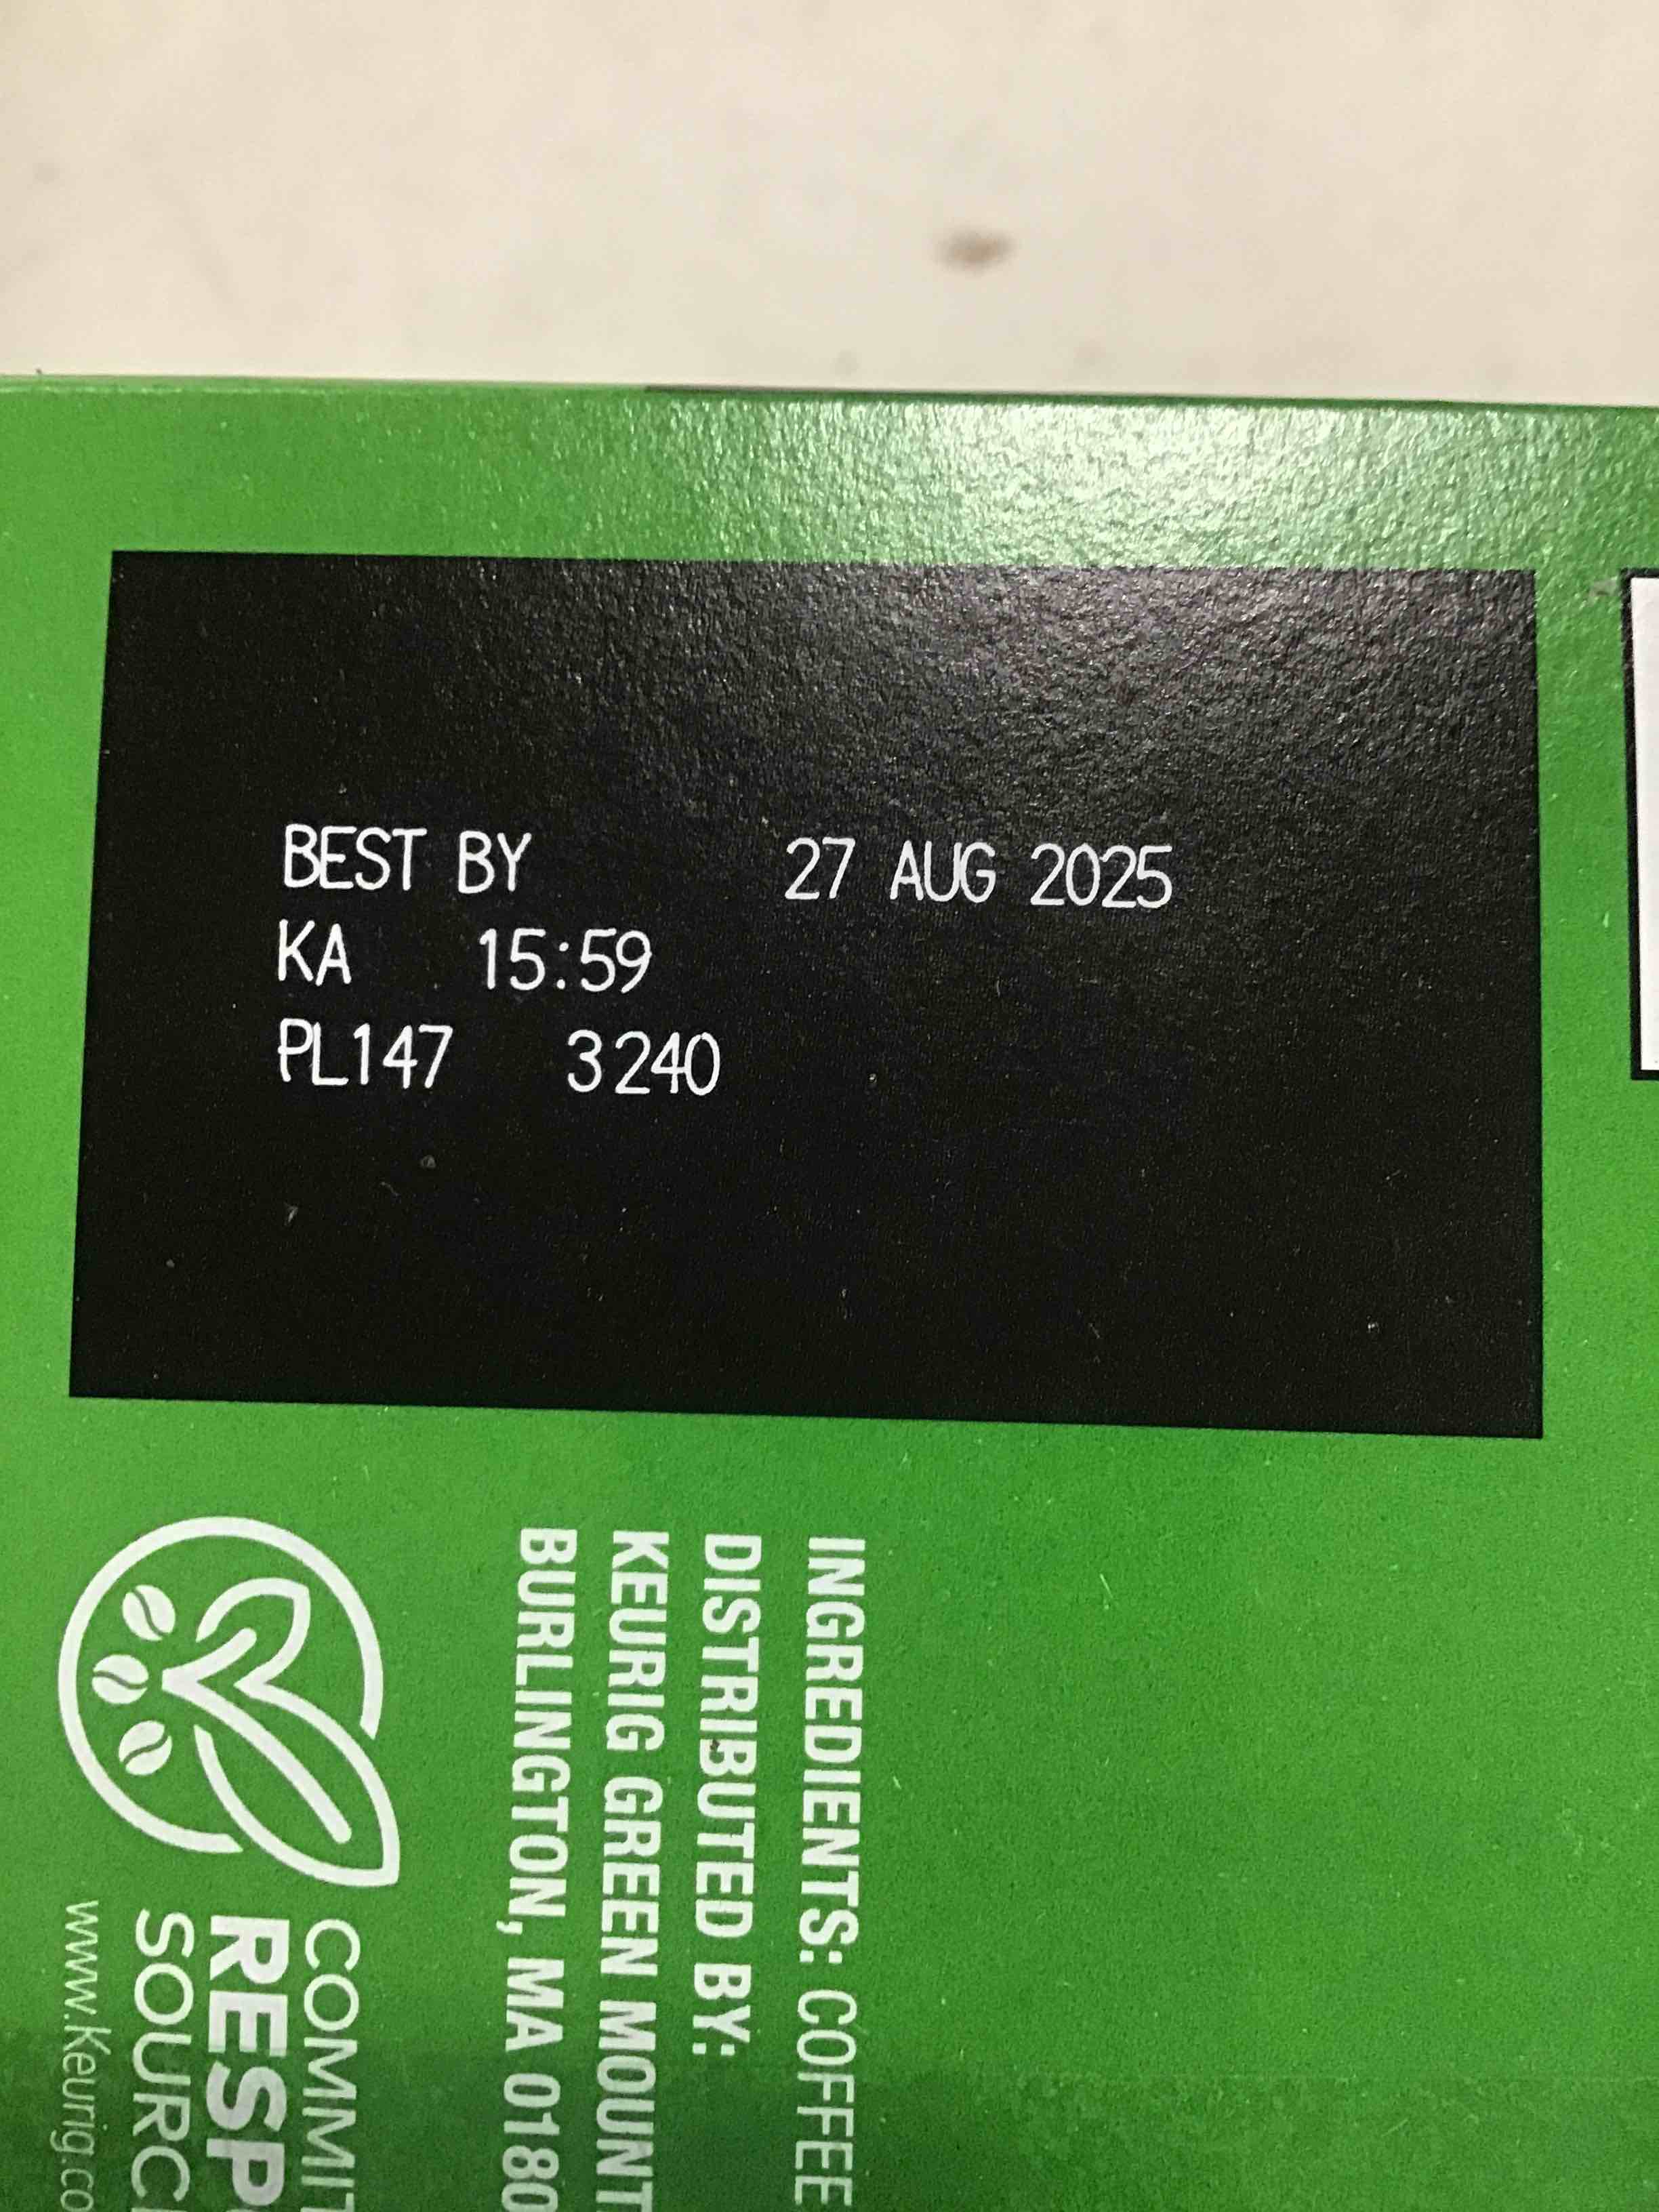 BEST BY 27 AUG 2025
KA 15:59
PL147 3240
INGREDIENTS: COFFEE
DISTRIBUTED BY:
KEURIG GREEN MOUNT
BURLINGTON, MA 0180
COMMIT
RESP
SOURC
www.Keurig.co